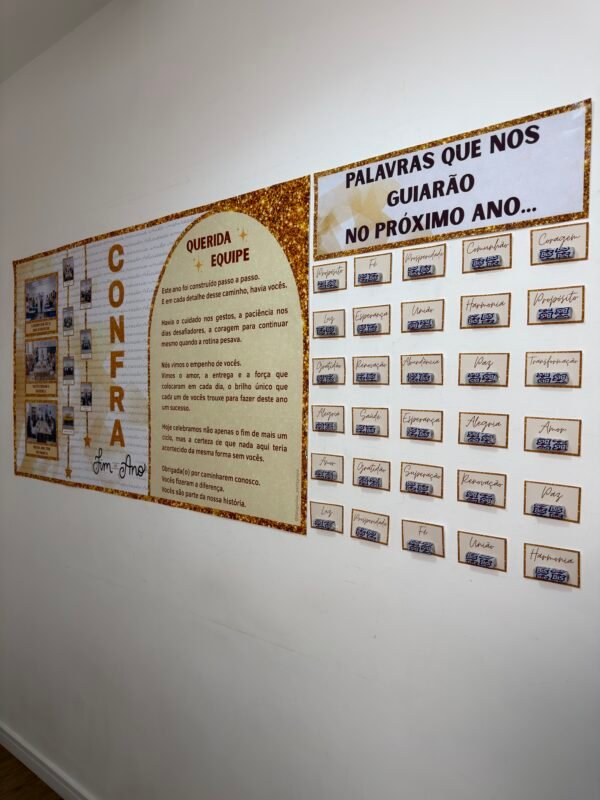 CONFRA
Fim de Ano
QUERIDA
EQUIPE
Este ano foi construído passo a passo.
E em cada detalhe desse caminho, havia vocês.
Havia o cuidado nos gestos, a paciência nos
dias desafiadores, a coragem para continuar
mesmo quando a rotina pesava.
Nós vimos o empenho de vocês.
Vimos o amor, a entrega e a força que
colocaram em cada dia, o brilho único que
cada um de vocês trouxe para fazer deste ano
um sucesso.
Hoje celebramos não apenas o fim de mais um
ciclo, mas a certeza de que nada aqui teria
acontecido da mesma forma sem vocês.
Obrigada(o) por caminharem conosco.
Vocês fizeram a diferença.
Vocês são parte da nossa história.
PALAVRAS QUE NOS
GUIARÃO
NO PRÓXIMO ANO...
Propósito Fé Prosperidade Comunhão Coragem
Luz Esperança União Harmonia Propósito
Gratidão Renovação Abundância Paz Transformação
Alegria Saúde Esperança Alegria Amor
Amor Gratidão Superação Renovação Paz
Luz Prosperidade Fé União Harmonia